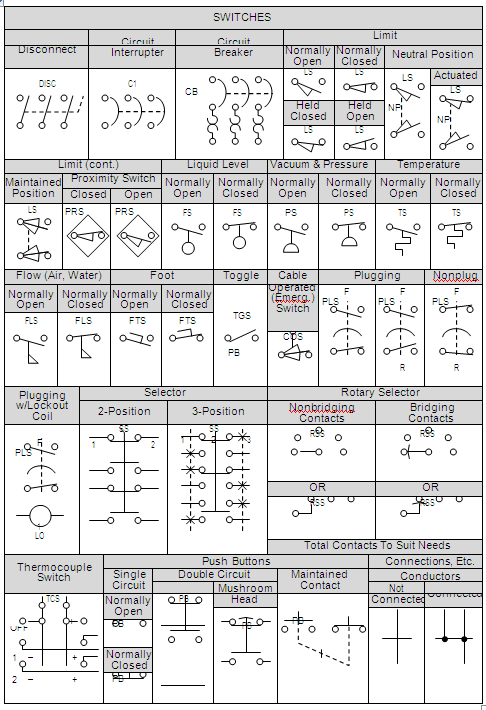 SWITCHES
Disconnect
Circuit
Interrupter
Circuit
Breaker
Limit
Normally
Open
Normally
Closed
Neutral Position
DISC
C1
CB
LS
LS
LS
Actuated
LS
NP
NP
Held
Closed
Held
Open
LS
LS
Limit (cont.)
Liquid Level
Vacuum & Pressure
Temperature
Maintained
Position
Proximity Switch
Closed
Open
Normally
Open
Normally
Closed
Normally
Open
Normally
Closed
Normally
Open
Normally
Closed
LS
PRS
PRS
FS
FS
PS
PS
TS
TS
Flow (Air, Water)
Foot
Toggle
Cable
Operated
(Emerg.)
Switch
Plugging
Nonplug
Normally
Open
Normally
Closed
Normally
Open
Normally
Closed
FLS
FLS
FTS
FTS
TGS
PB
COS
F
PLS
F
PLS
R
F
PLS
R
Plugging
w/Lockout
Coil
Selector
2-Position
3-Position
Rotary Selector
Nonbridging
Contacts
Bridging
Contacts
F
PLS
LO
SS
1
2
SS
1
2
3
RSS
RSS
OR
OR
RSS
RSS
Total Contacts To Suit Needs
Thermocouple
Switch
Push Buttons
Connections, Etc.
Single
Circuit
Double Circuit
Mushroom
Head
Maintained
Contact
Conductors
Not
Connected
Connected
TCS
OFF
+
1
–
+
2
–
+
Normally
Open
PB
Normally
Closed
PB
PB
PB